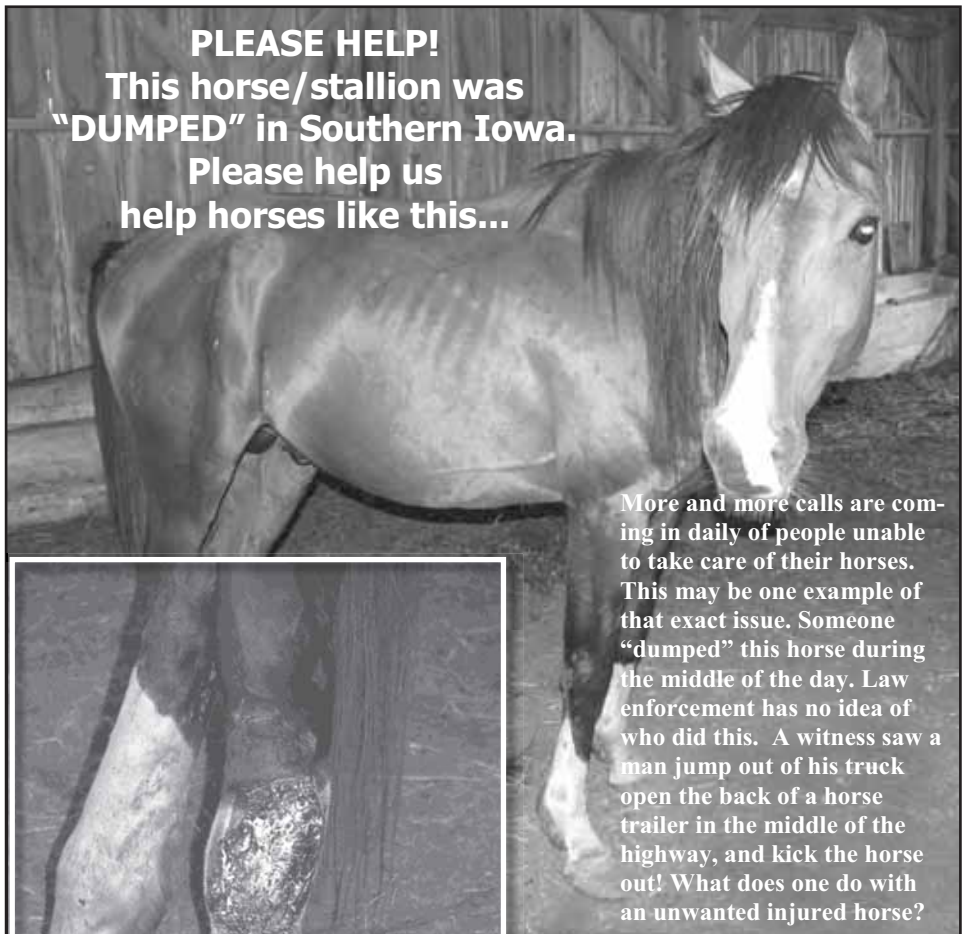 PLEASE HELP!
This horse/stallion was
“DUMPED” in Southern Iowa.
Please help us
help horses like this...
More and more calls are com-
ing in daily of people unable
to take care of their horses.
This may be one example of
that exact issue. Someone
“dumped” this horse during
the middle of the day. Law
enforcement has no idea of
who did this.  A witness saw a
man jump out of his truck
open the back of a horse
trailer in the middle of the
highway, and kick the horse
out! What does one do with
an unwanted injured horse?